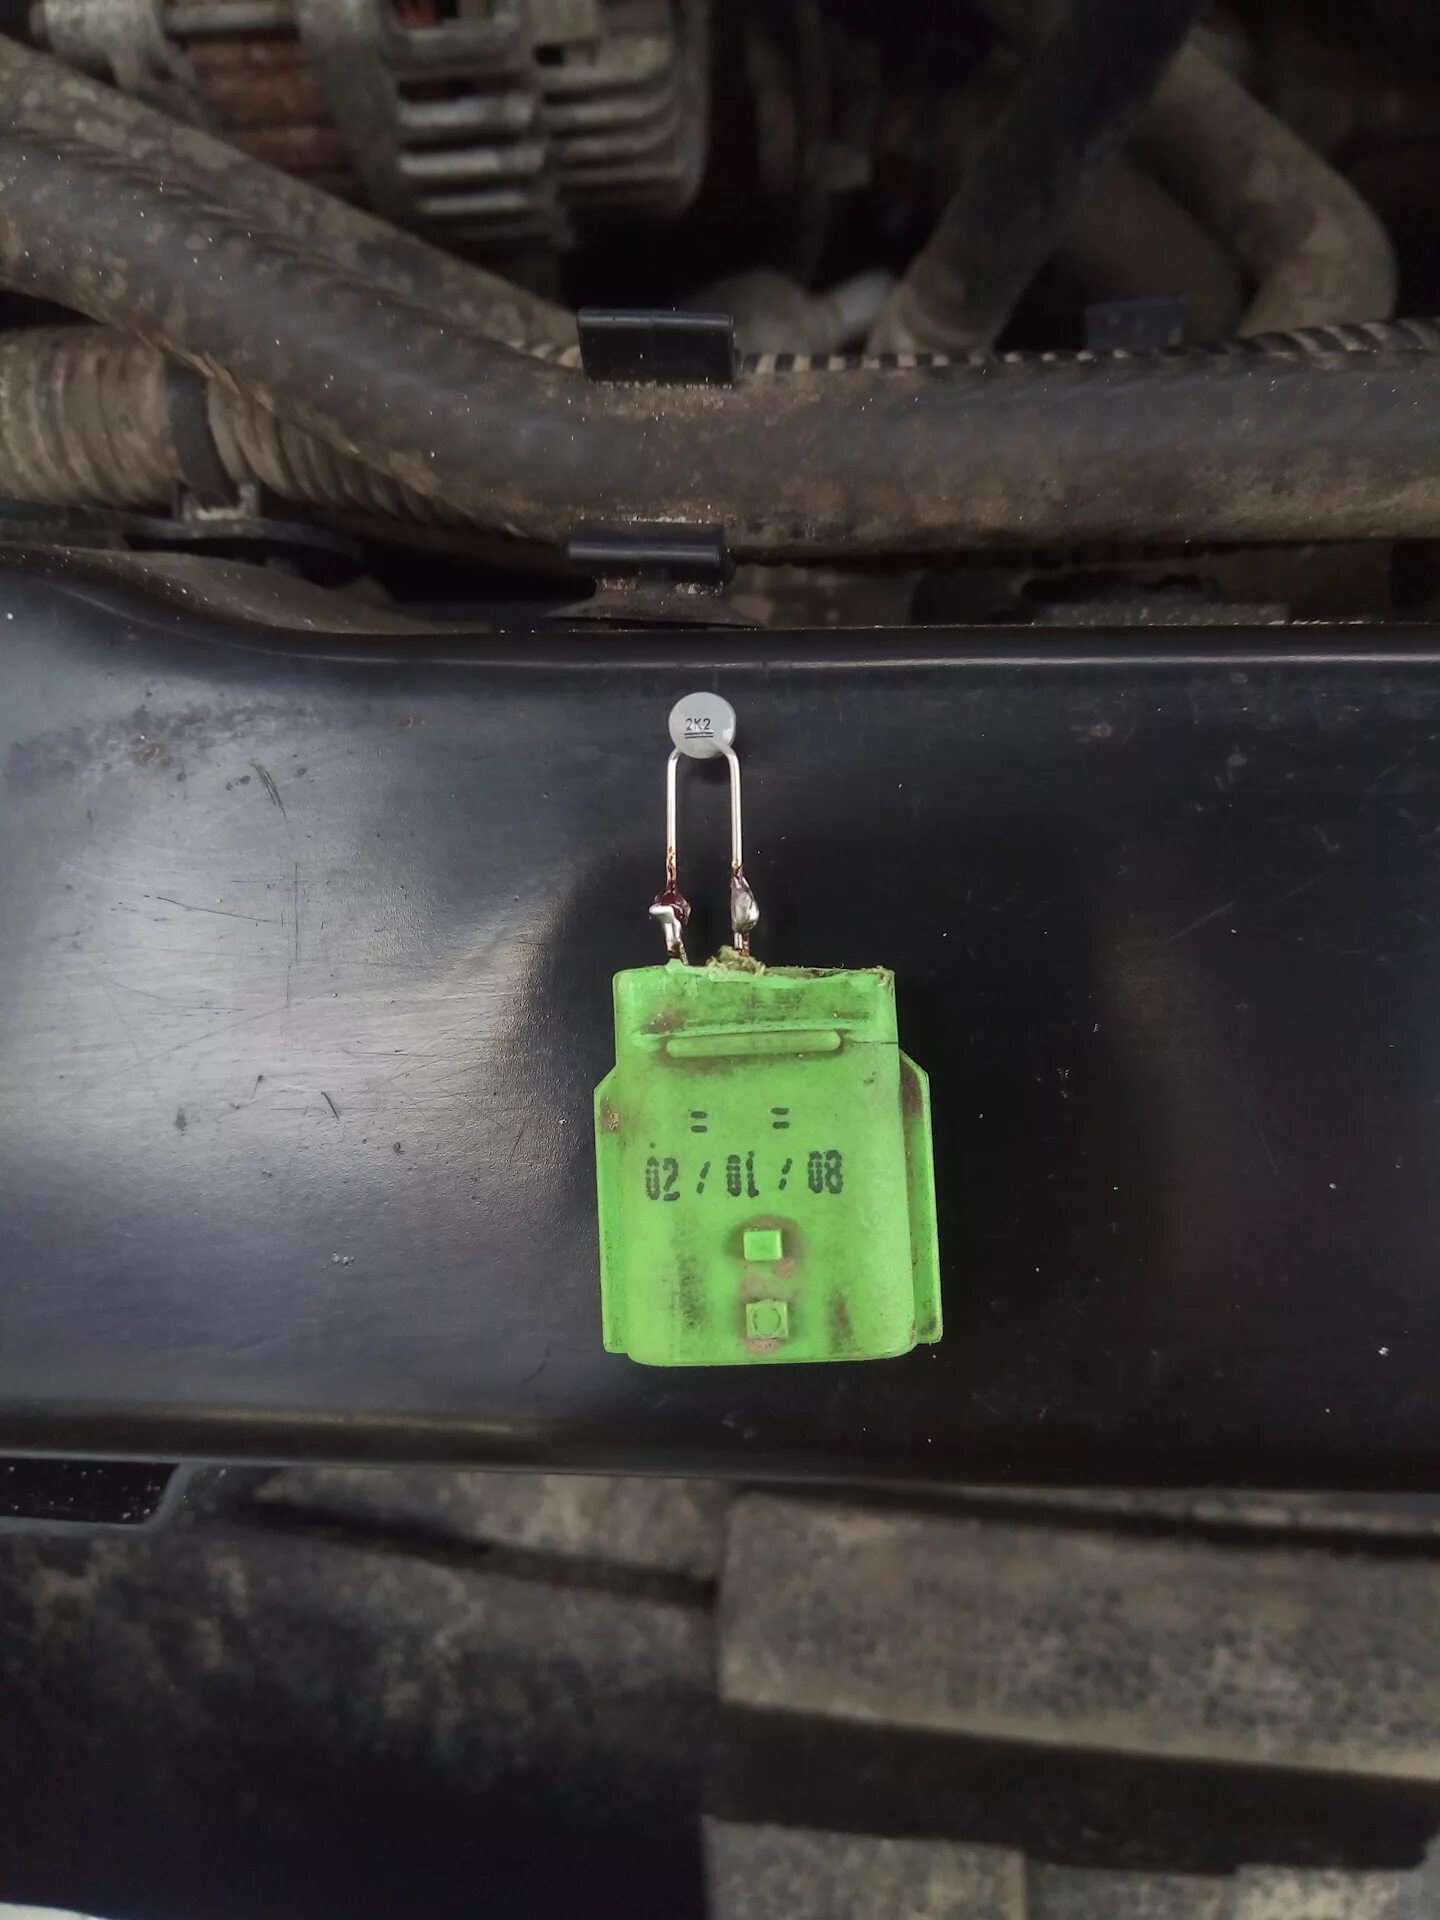 2K2
= =
02/01/08